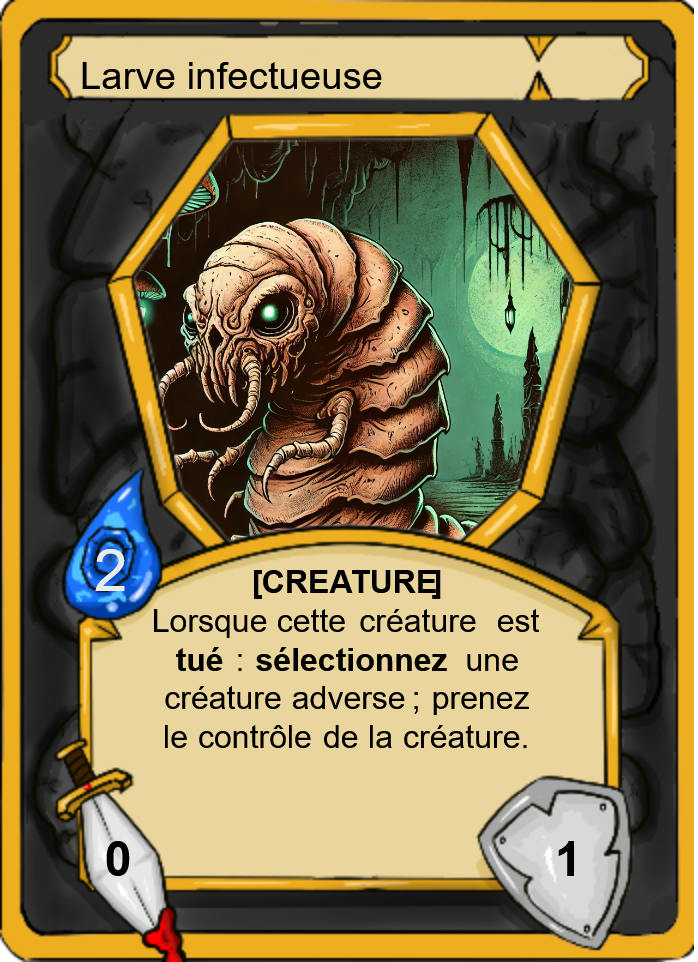 Larve infectueuse
[CREATURE]
Lorsque cette créature est
tué : sélectionnez une
créature adverse ; prenez
le contrôle de la créature.
2
0
1